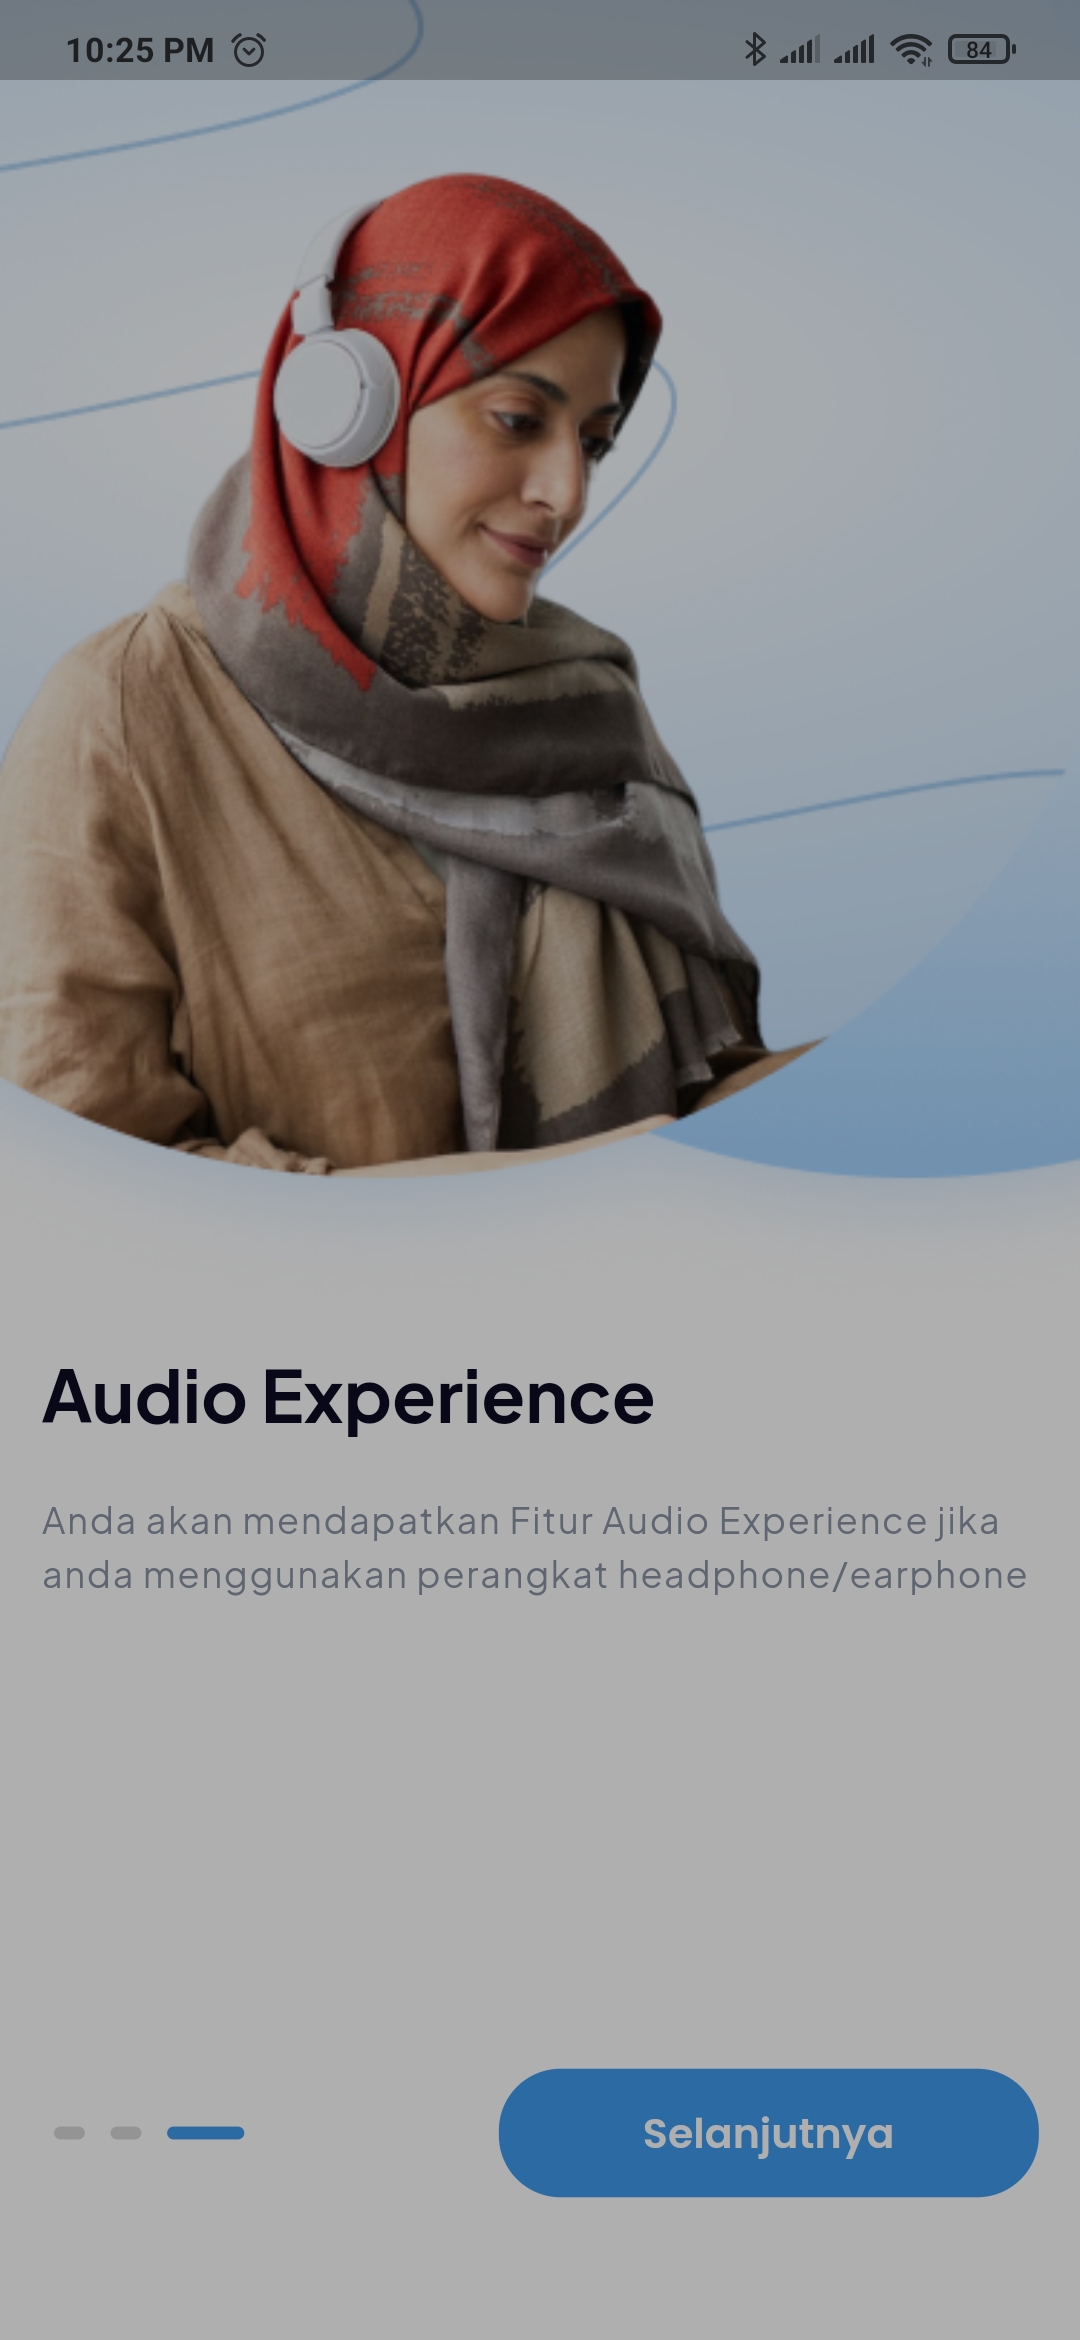 10:25 PM 84
Audio Experience
Anda akan mendapatkan Fitur Audio Experience jika
anda menggunakan perangkat headphone/earphone
Selanjutnya